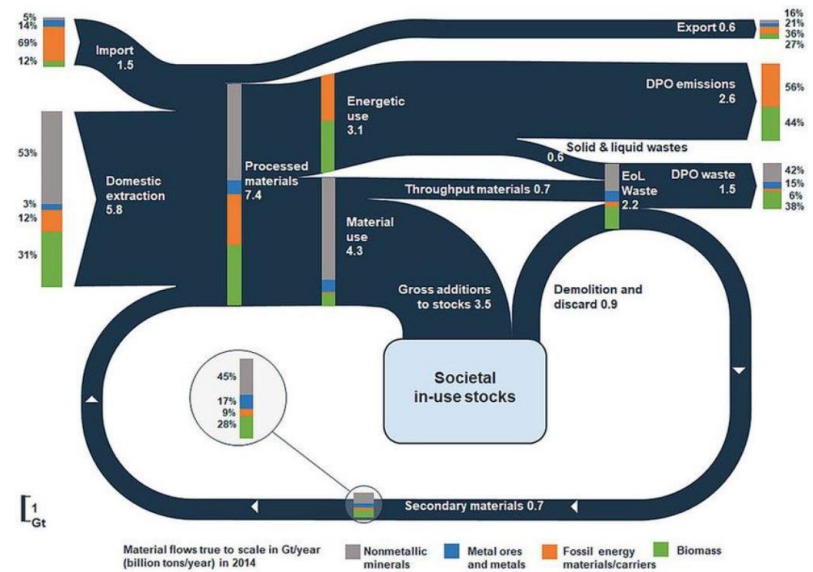 5%
14%
69%
12%
Import
1.5
Export 0.6
16%
21%
36%
27%
53%
3%
12%
31%
Domestic
extraction
5.8
Processed
materials
7.4
Energetic
use
3.1
DPO emissions
2.6
56%
44%
Solid & liquid wastes
0.6
Throughput materials 0.7
EoL
Waste
2.2
DPO waste
1.5
42%
15%
6%
38%
Material
use
4.3
Gross additions
to stocks 3.5
Demolition and
discard 0.9
Societal
in-use stocks
45%
17%
9%
28%
Secondary materials 0.7
1
Gt
Material flows true to scale in Gt/year
(billion tons/year) in 2014
Nonmetallic
minerals
Metal ores
and metals
Fossil energy
materials/carriers
Biomass